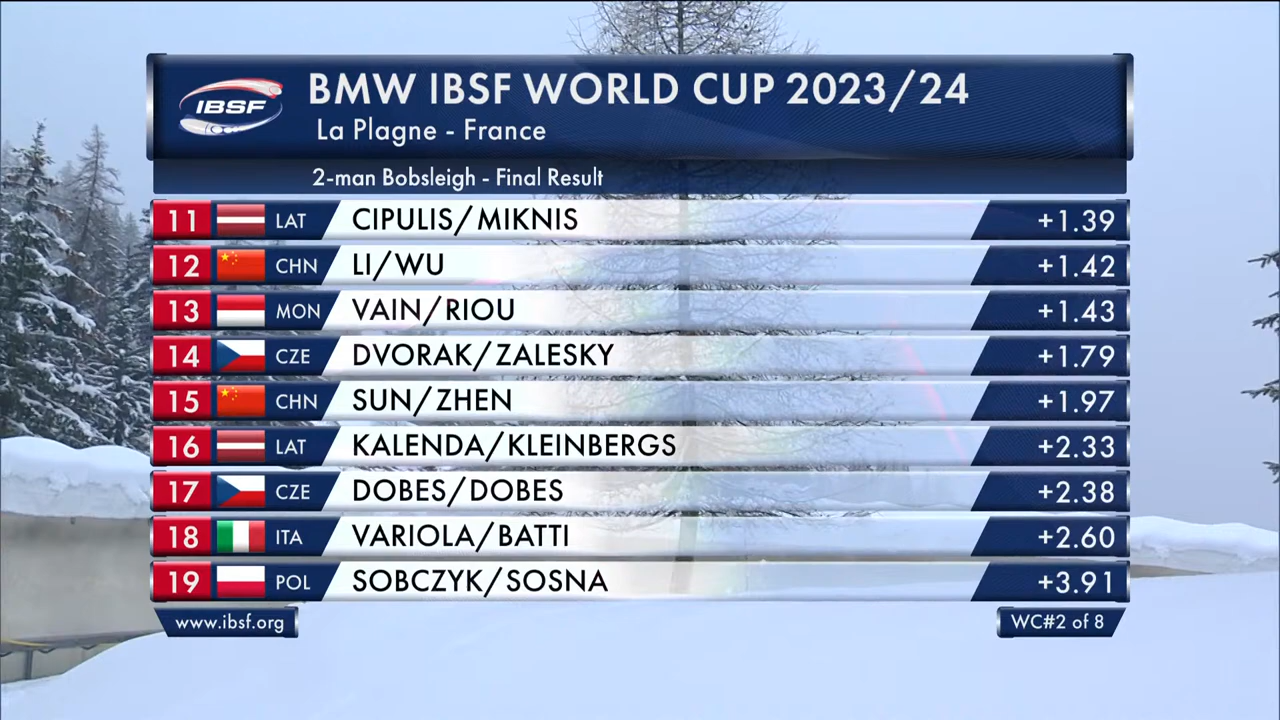 IBSF
BMW IBSF WORLD CUP 2023/24
La Plagne - France
2-man Bobsleigh - Final Result
11 LAT CIPULIS/MIKNIS +1.39
12 CHN LI/WU +1.42
13 MON VAIN/RIOU +1.43
14 CZE DVORAK/ZALESKY +1.79
15 CHN SUN/ZHEN +1.97
16 LAT KALENDA/KLEINBERGS +2.33
17 CZE DOBES/DOBES +2.38
18 ITA VARIOLA/BATTI +2.60
19 POL SOBCZYK/SOSNA +3.91
www.ibsf.org WC#2 of 8